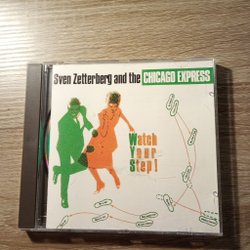 Sven Zetterberg and the CHICAGO EXPRESS
Watch
Your
Step!